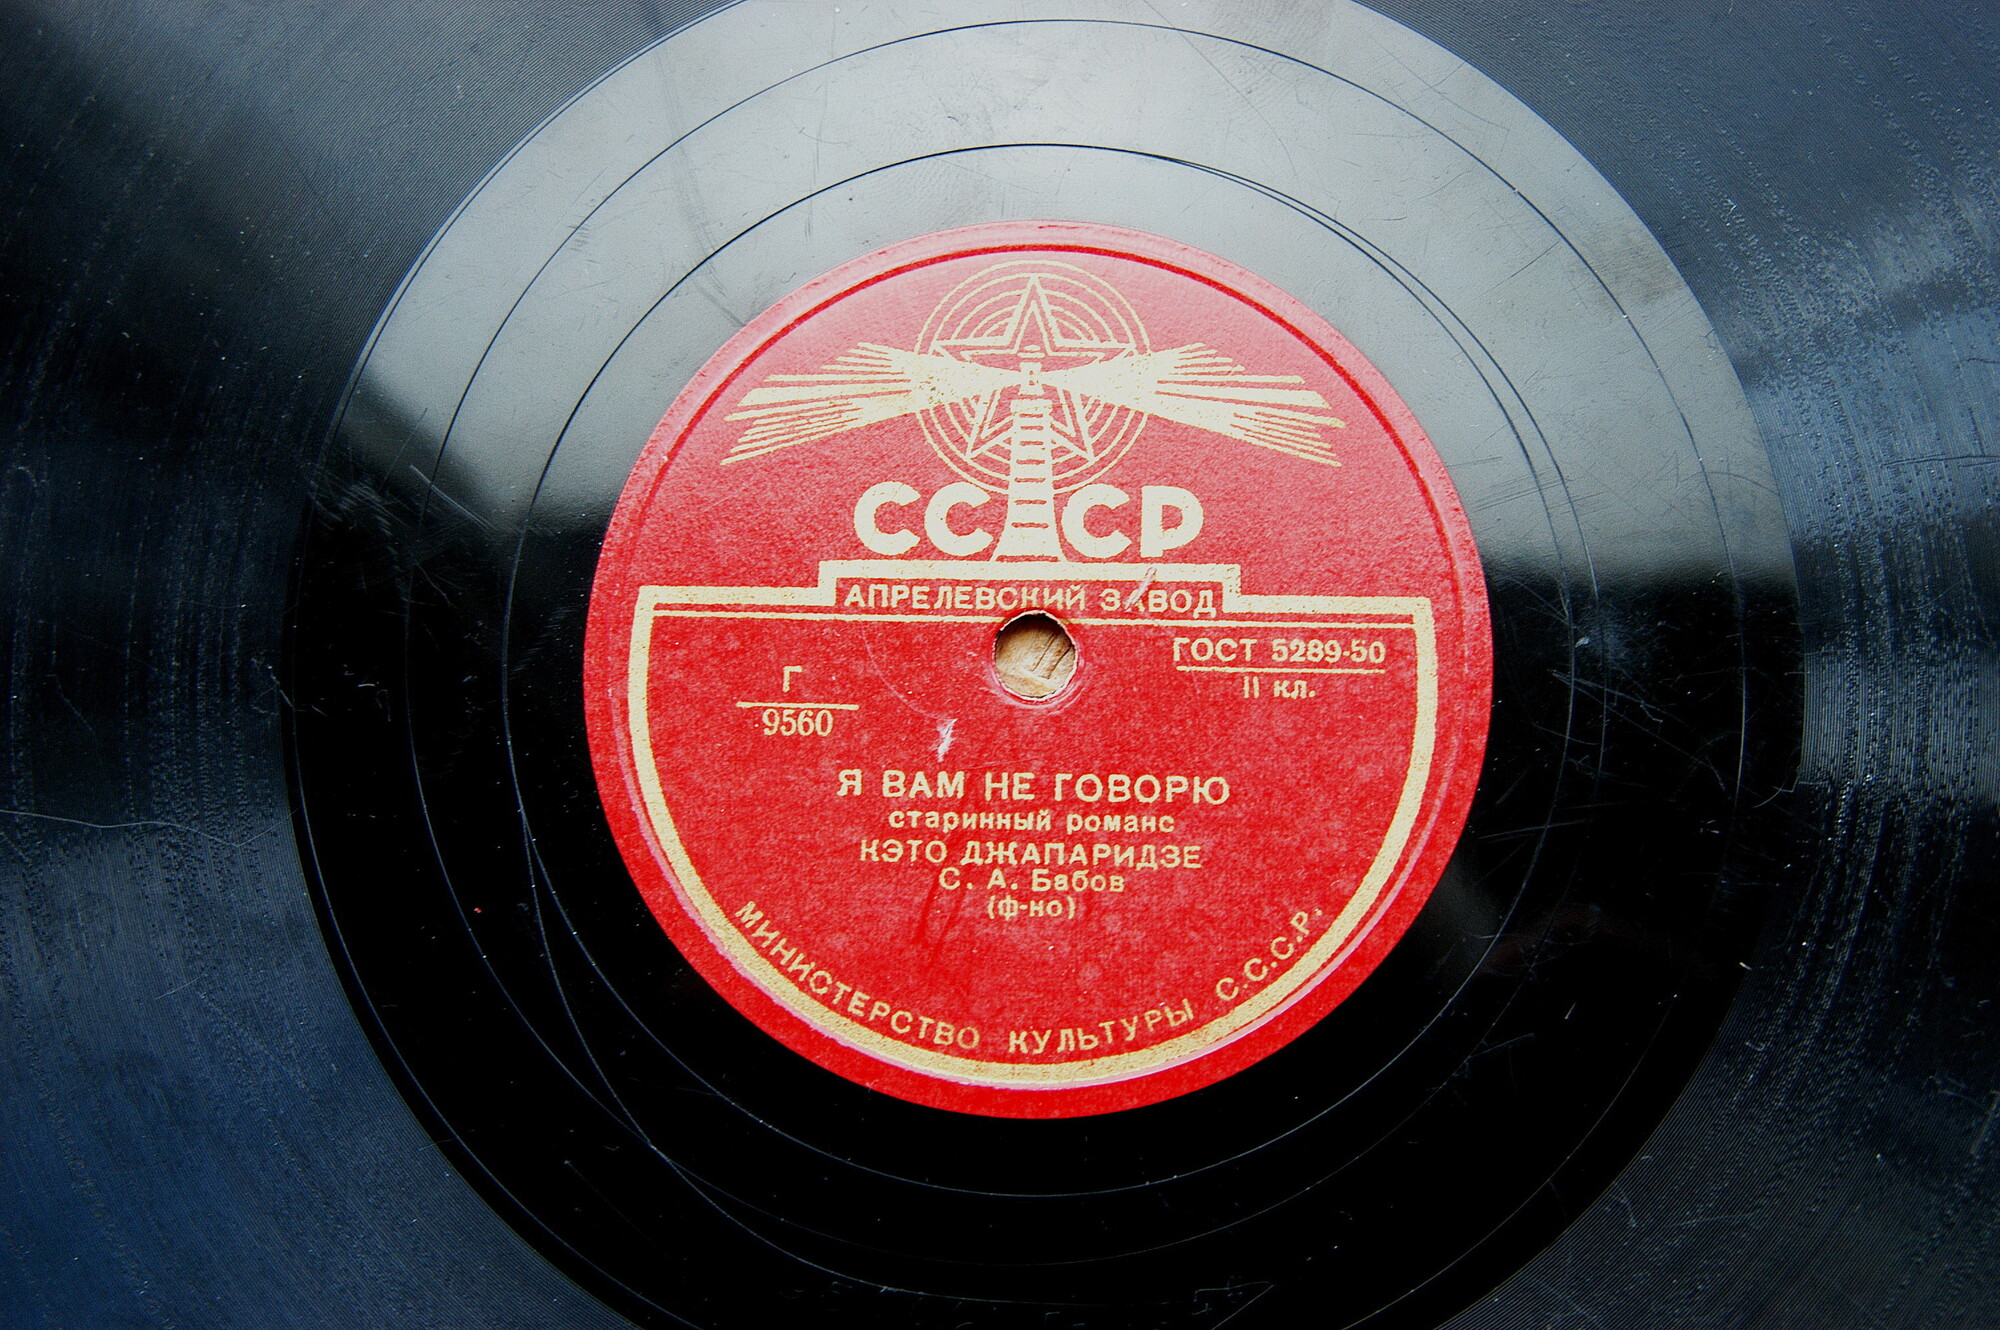 СССР
АПРЕЛЕВСКИЙ ЗАВОД
ГОСТ 5289-50
II кл.
Г
9560
Я ВАМ НЕ ГОВОРЮ
старинный романс
КЭТО ДЖАПАРИДЗЕ
С. А. Бабов
(ф-но)
МИНИСТЕРСТВО КУЛЬТУРЫ С.С.С.Р.